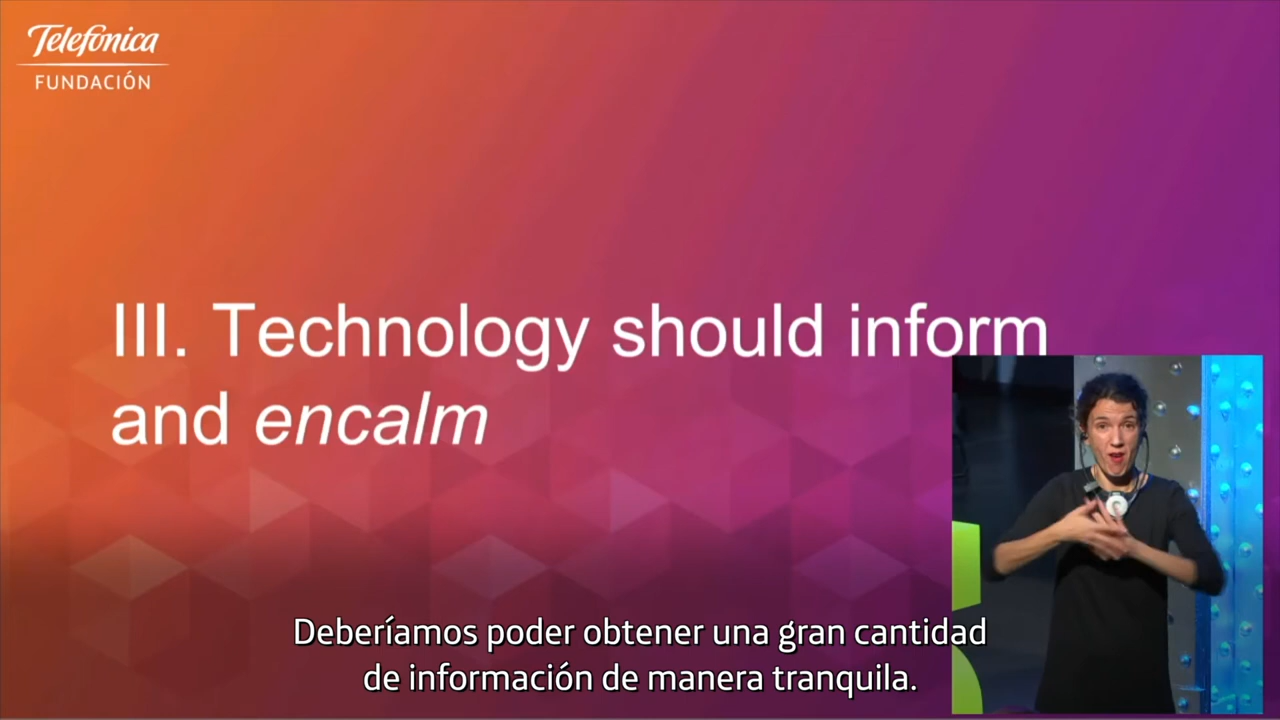 Telefónica
FUNDACIÓN
III. Technology should inform
and encalm
Deberíamos poder obtener una gran cantidad
de información de manera tranquila.